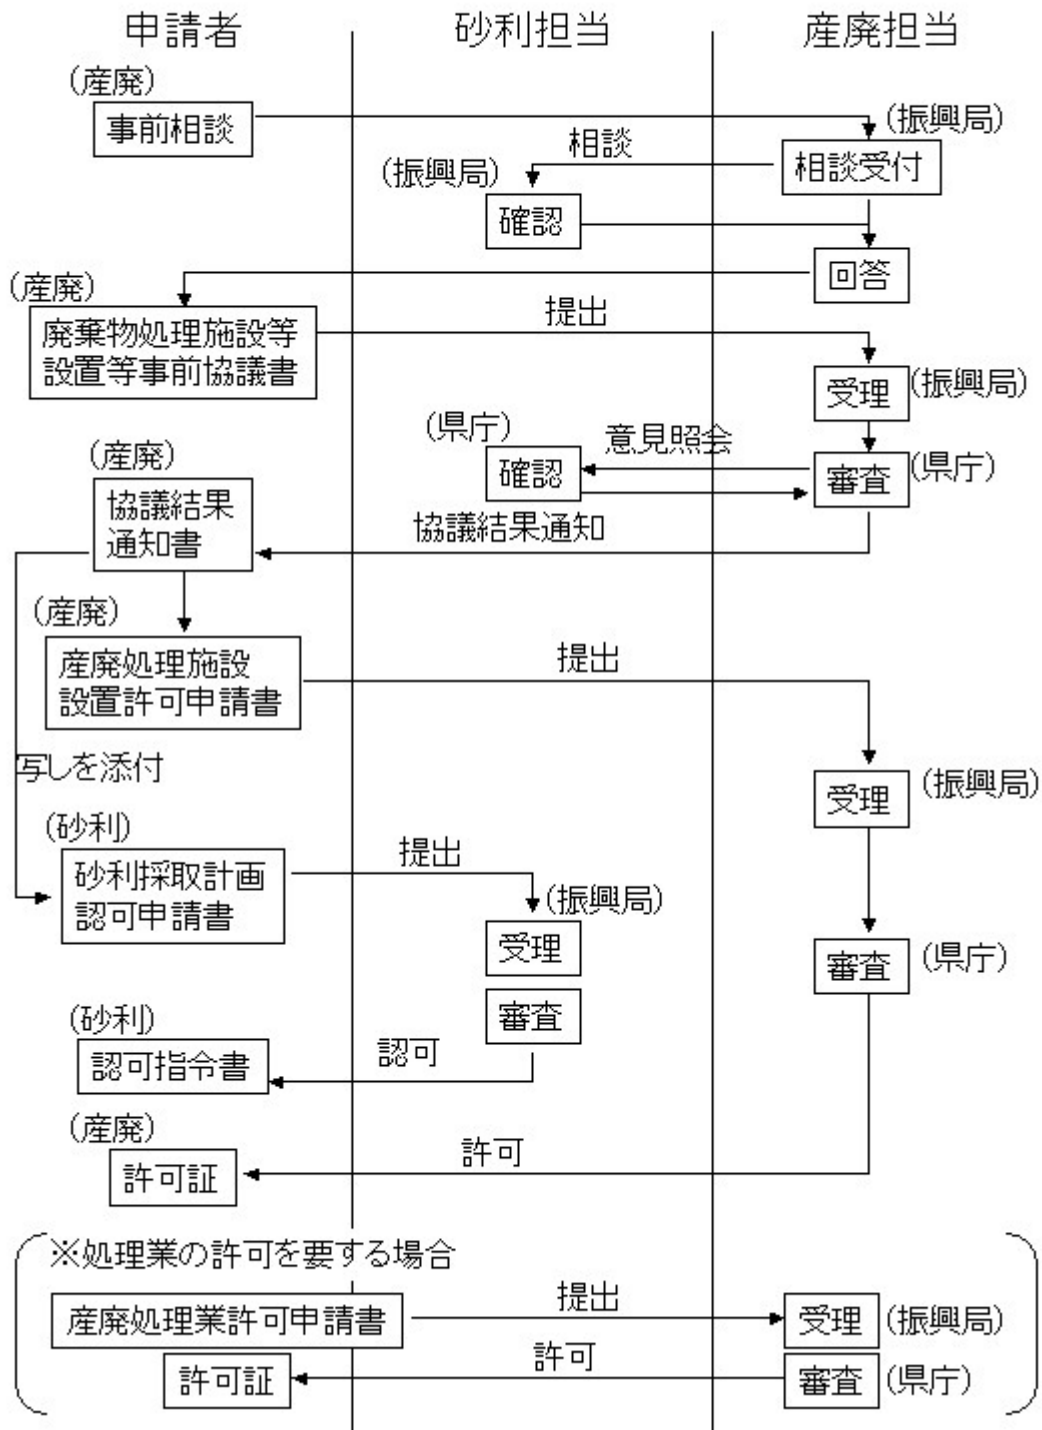 申請者 砂利担当 産廃担当
(産廃)
事前相談
(振興局)
相談
相談受付
(振興局)
確認
回答
(産廃)
廃棄物処理施設等
設置等事前協議書
提出
受理
(振興局)
(県庁)
確認
意見照会
審査
(県庁)
(産廃)
協議結果
通知書
協議結果通知
(産廃)
産廃処理施設
設置許可申請書
提出
写しを添付
受理
(振興局)
(砂利)
砂利採取計画
認可申請書
提出
(振興局)
受理
審査
(県庁)
審査
(砂利)
認可指令書
認可
(産廃)
許可証
許可
※処理業の許可を要する場合
産廃処理業許可申請書
提出
受理
(振興局)
許可証
許可
審査
(県庁)